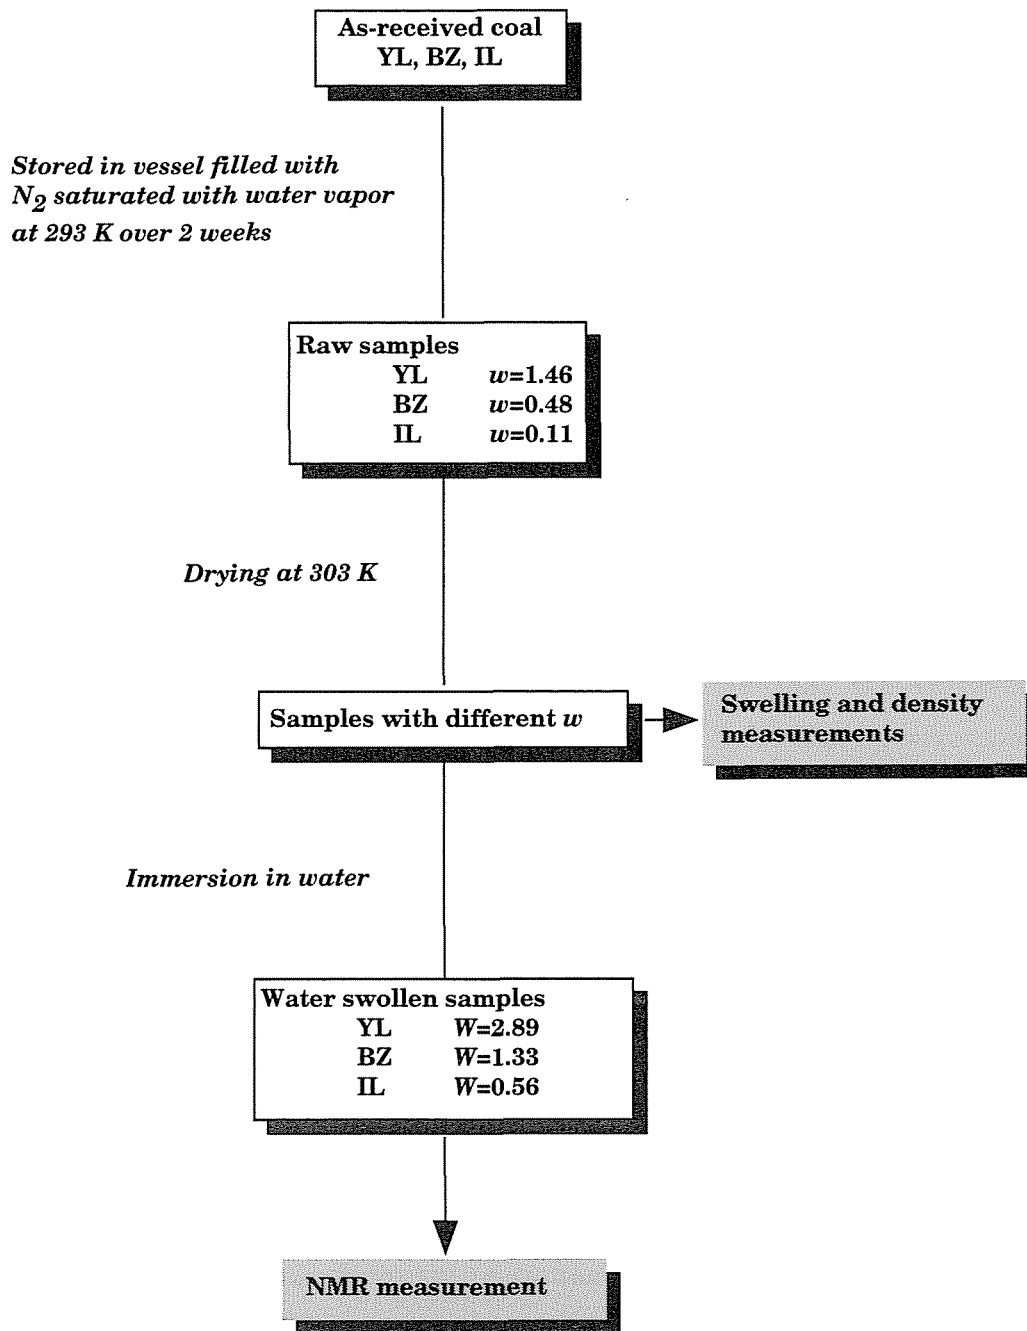 As-received coal
YL, BZ, IL
Stored in vessel filled with
N2 saturated with water vapor
at 293 K over 2 weeks
Raw samples
YL w=1.46
BZ w=0.48
IL w=0.11
Drying at 303 K
Samples with different w
Swelling and density
measurements
Immersion in water
Water swollen samples
YL W=2.89
BZ W=1.33
IL W=0.56
NMR measurement